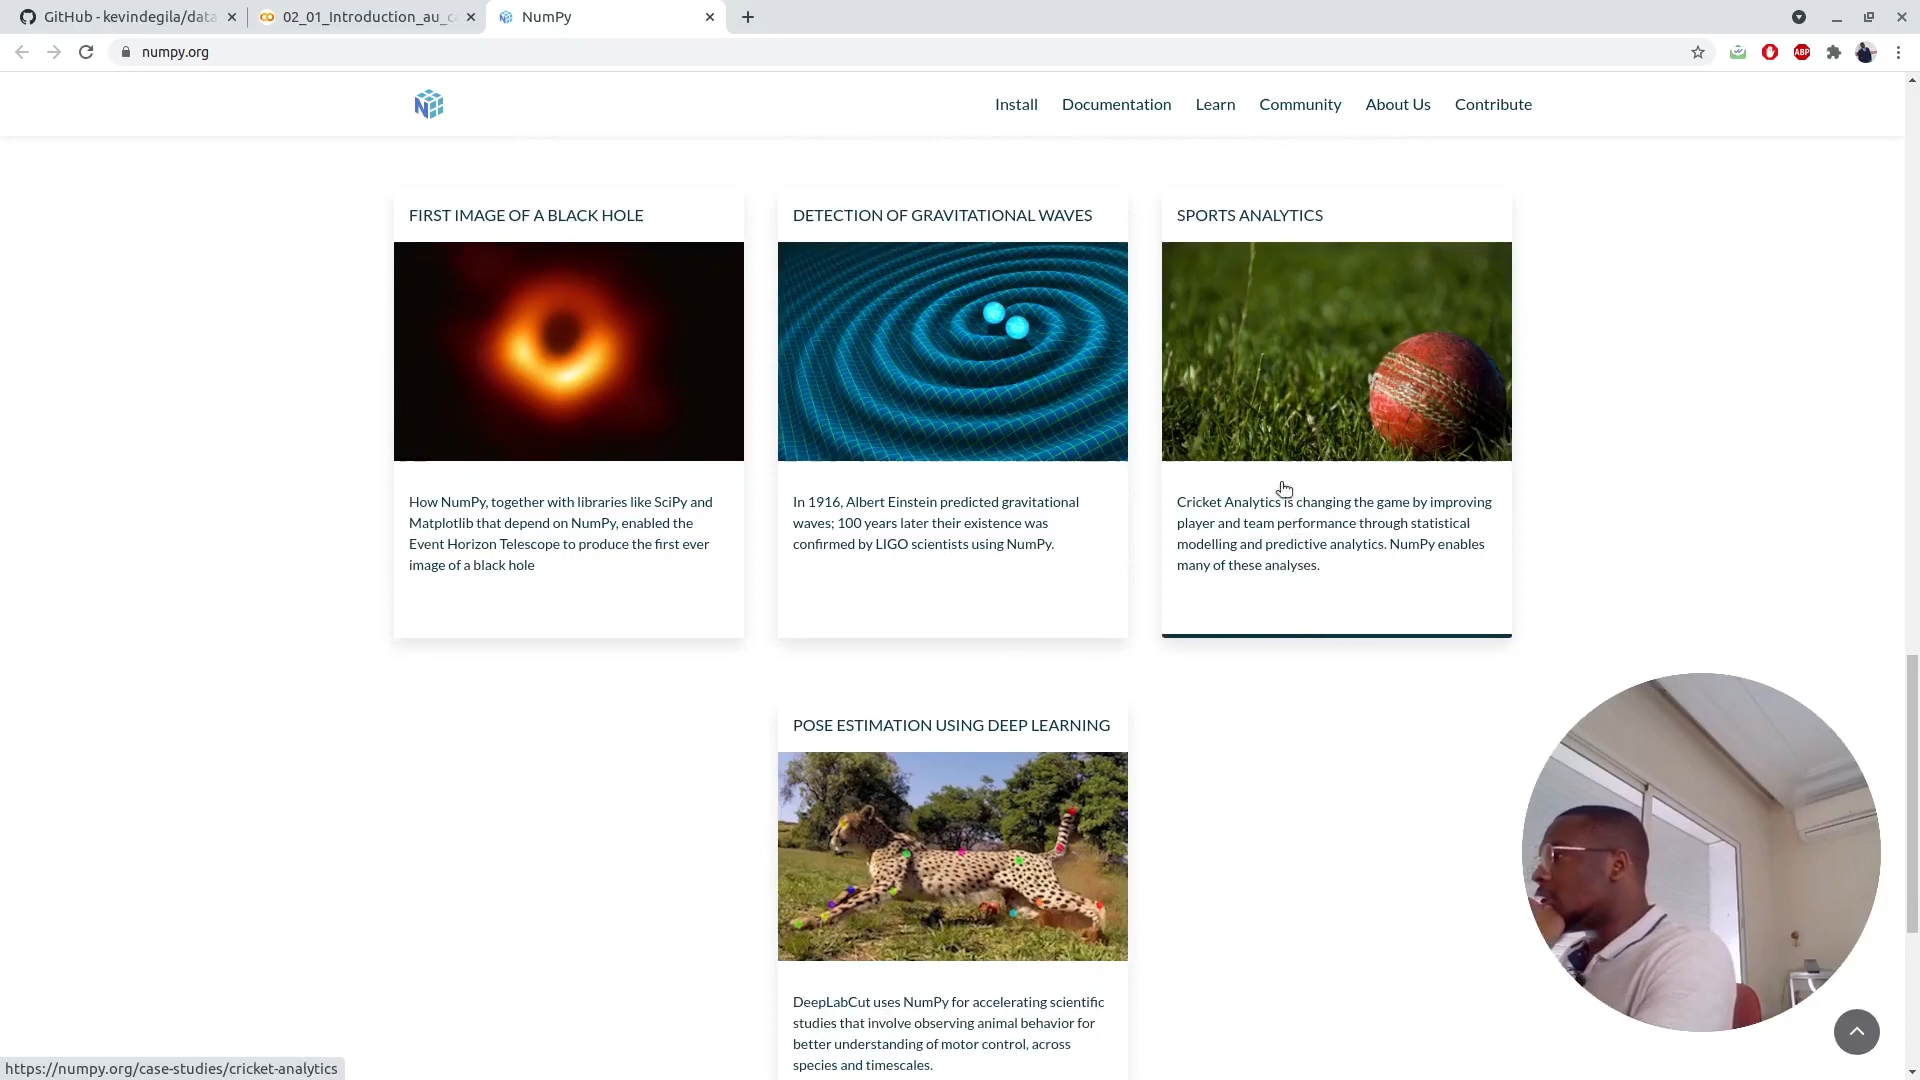 GitHub - kevindegila/data
02_01_Introduction_au_c
NumPy
numpy.org
ABP
Install Documentation Learn Community About Us Contribute
FIRST IMAGE OF A BLACK HOLE
How NumPy, together with libraries like SciPy and
Matplotlib that depend on NumPy, enabled the
Event Horizon Telescope to produce the first ever
image of a black hole
DETECTION OF GRAVITATIONAL WAVES
In 1916, Albert Einstein predicted gravitational
waves; 100 years later their existence was
confirmed by LIGO scientists using NumPy.
SPORTS ANALYTICS
Cricket Analytics is changing the game by improving
player and team performance through statistical
modelling and predictive analytics. NumPy enables
many of these analyses.
POSE ESTIMATION USING DEEP LEARNING
DeepLabCut uses NumPy for accelerating scientific
studies that involve observing animal behavior for
better understanding of motor control, across
species and timescales.
https://numpy.org/case-studies/cricket-analytics